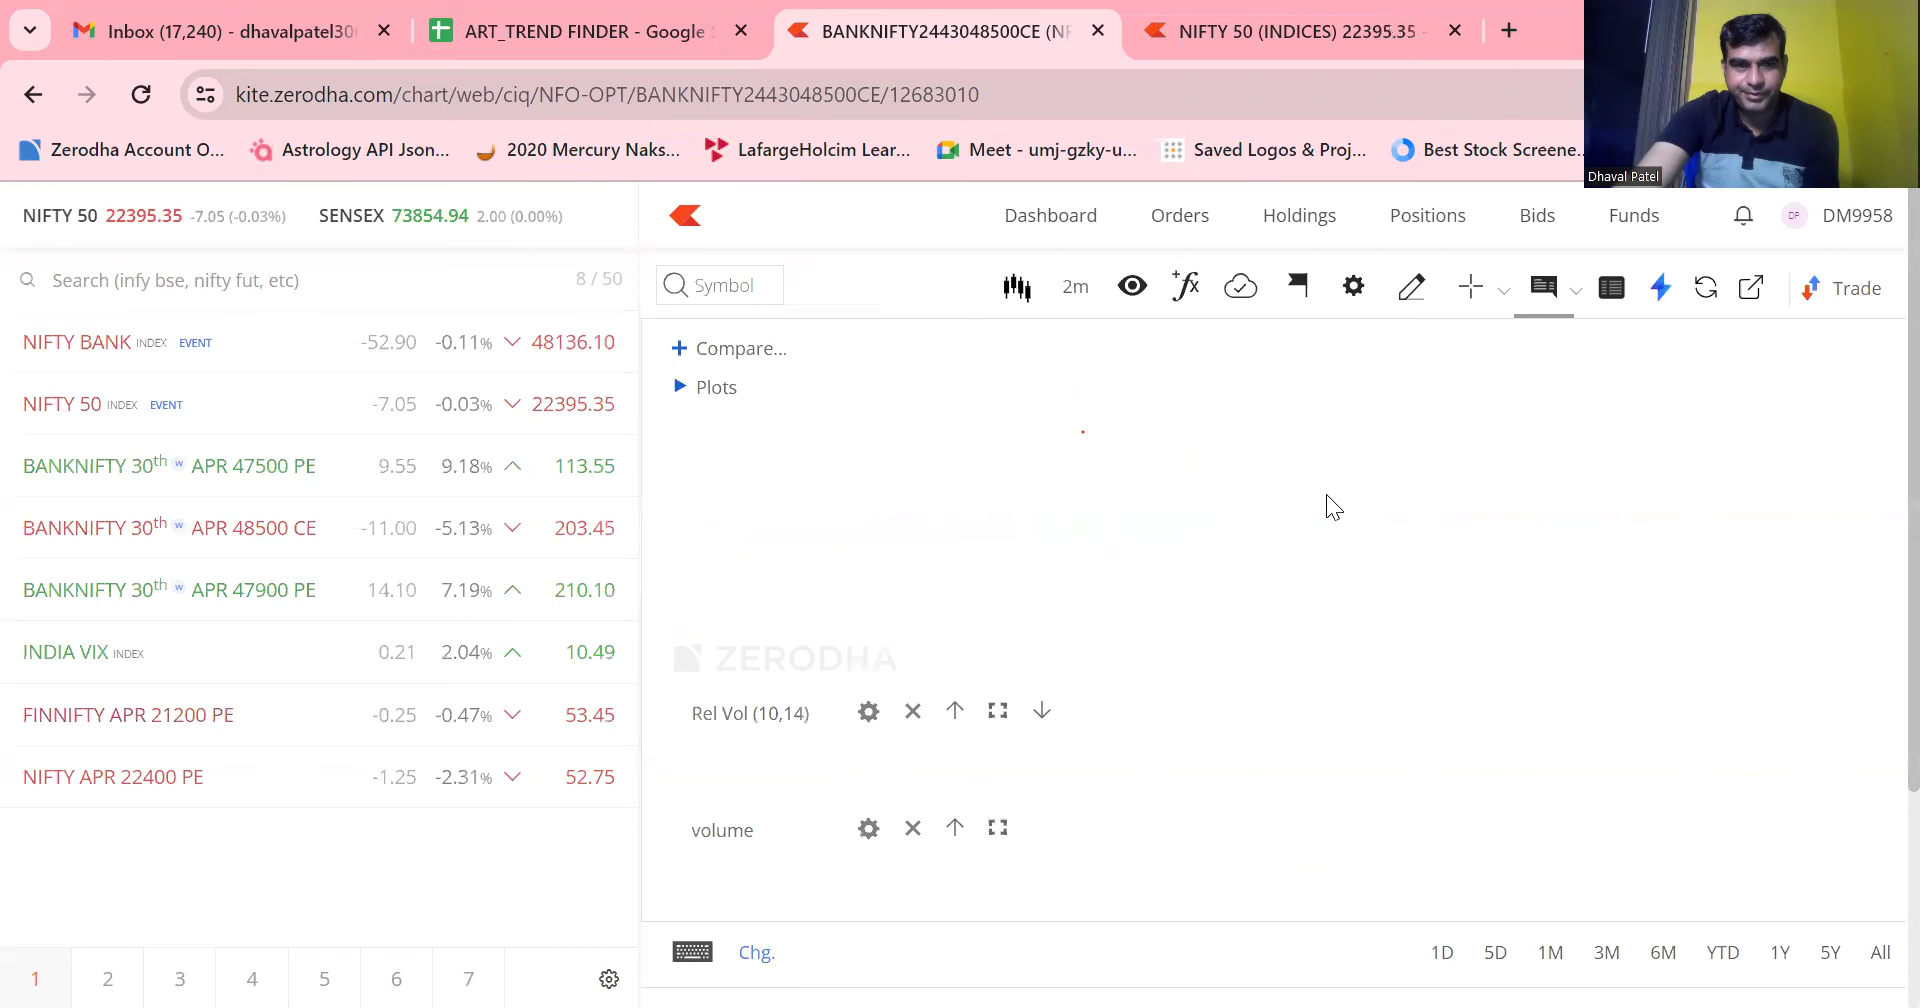 Inbox (17,240) - dhavalpatel30
ART_TREND FINDER - Google S
BANKNIFTY2443048500CE (NF
NIFTY 50 (INDICES) 22395.35 -
kite.zerodha.com/chart/web/ciq/NFO-OPT/BANKNIFTY2443048500CE/12683010
Zerodha Account O...
Astrology API Json...
2020 Mercury Naks...
LafargeHolcim Lear...
Meet - umj-gzky-u...
Saved Logos & Proj...
Best Stock Screene...
Dhaval Patel
NIFTY 50 22395.35 -7.05 (-0.03%)
SENSEX 73854.94 2.00 (0.00%)
Dashboard
Orders
Holdings
Positions
Bids
Funds
DP
DM9958
Search (infy bse, nifty fut, etc)
8 / 50
Symbol
2m
Trade
NIFTY BANK INDEX EVENT -52.90 -0.11% 48136.10
NIFTY 50 INDEX EVENT -7.05 -0.03% 22395.35
BANKNIFTY 30th w APR 47500 PE 9.55 9.18% 113.55
BANKNIFTY 30th w APR 48500 CE -11.00 -5.13% 203.45
BANKNIFTY 30th w APR 47900 PE 14.10 7.19% 210.10
INDIA VIX INDEX 0.21 2.04% 10.49
FINNIFTY APR 21200 PE -0.25 -0.47% 53.45
NIFTY APR 22400 PE -1.25 -2.31% 52.75
Compare...
Plots
ZERODHA
Rel Vol (10,14)
volume
Chg.
1D 5D 1M 3M 6M YTD 1Y 5Y All
1 2 3 4 5 6 7